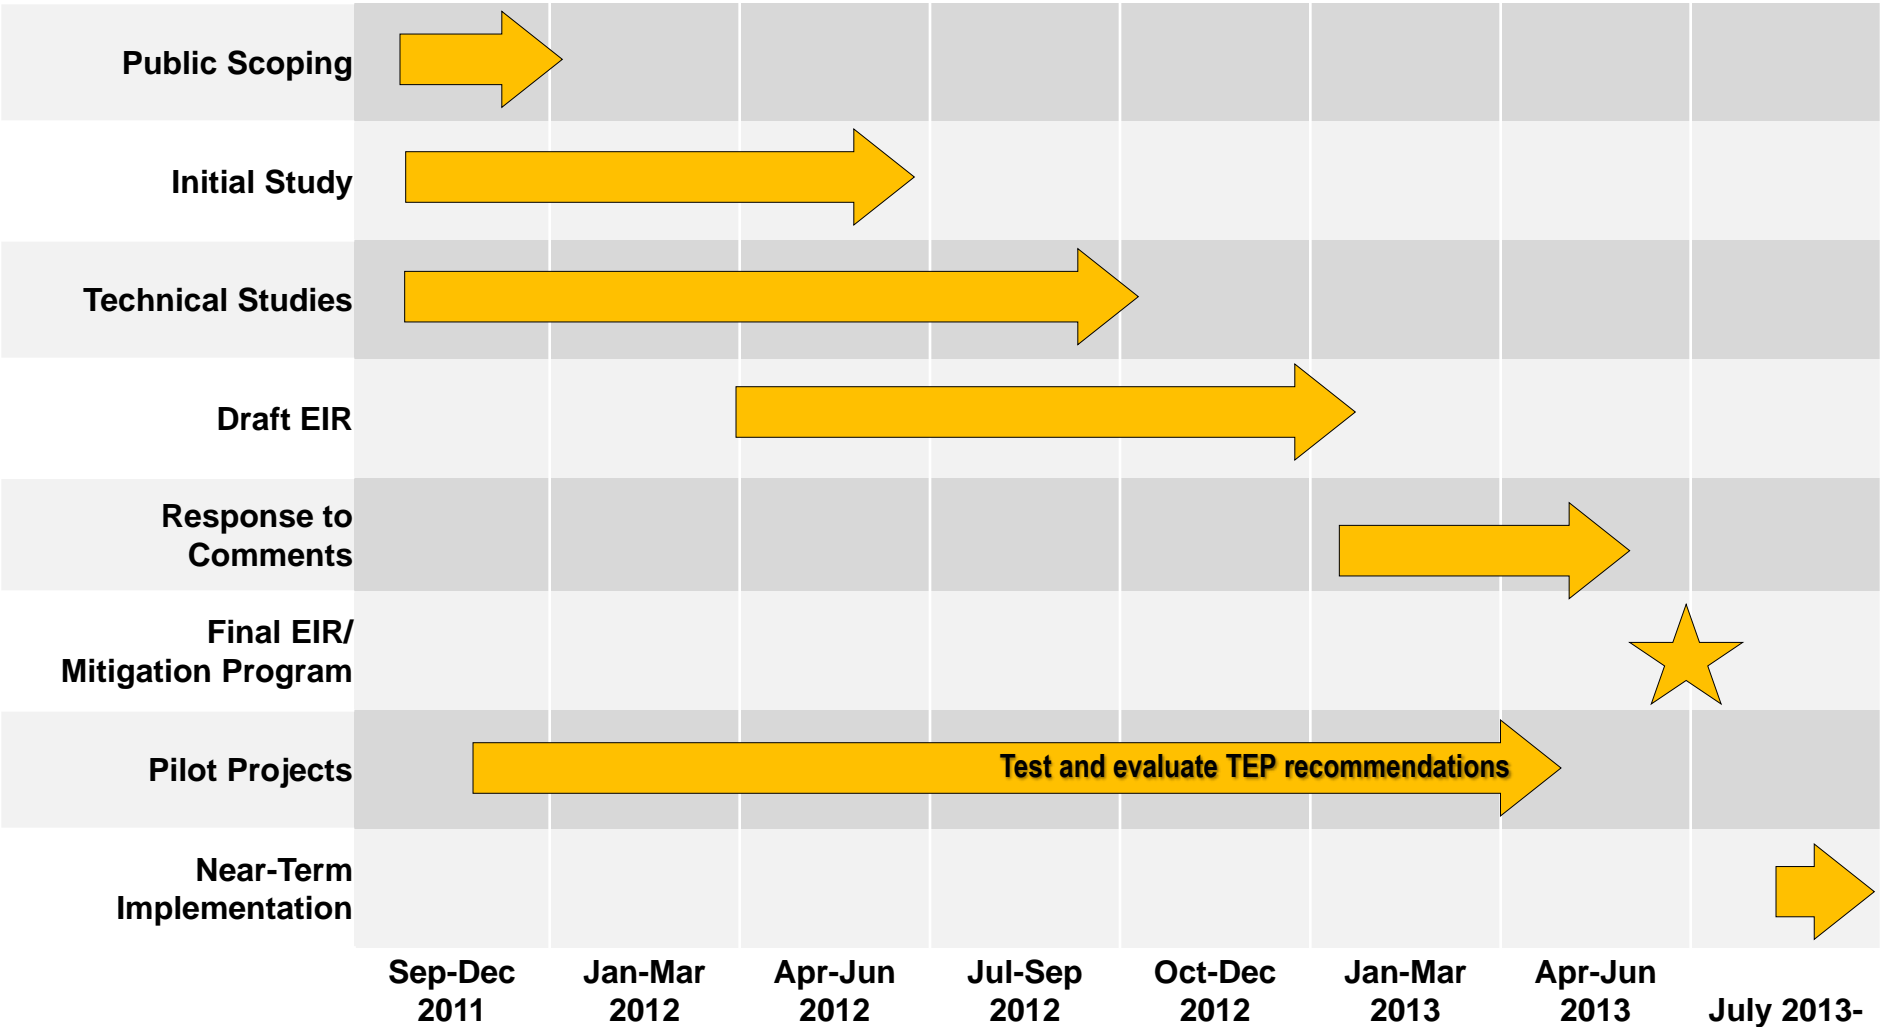 Public Scoping
Initial Study
Technical Studies
Draft EIR
Response to
Comments
Final EIR/
Mitigation Program
Pilot Projects
Test and evaluate TEP recommendations
Near-Term
Implementation
Sep-Dec
2011
Jan-Mar
2012
Apr-Jun
2012
Jul-Sep
2012
Oct-Dec
2012
Jan-Mar
2013
Apr-Jun
2013
July 2013-